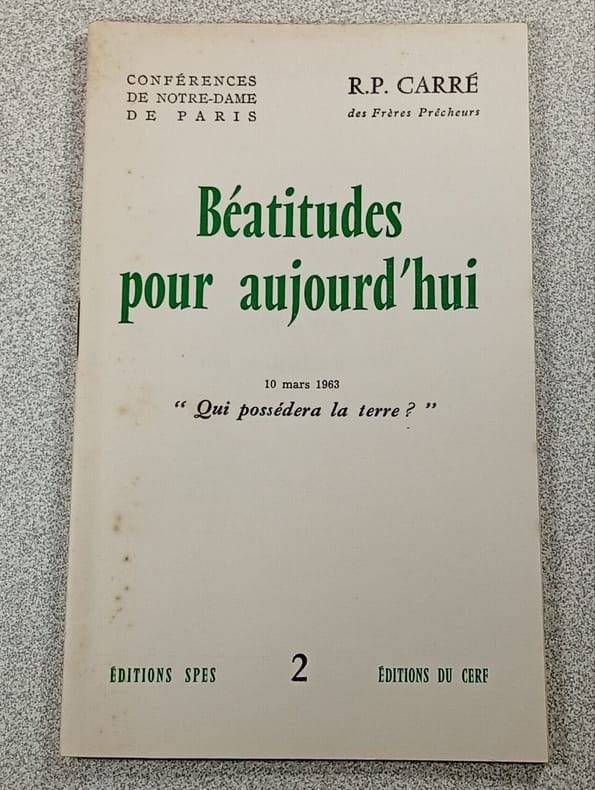 CONFÉRENCES
DE NOTRE-DAME
DE PARIS
R.P. CARRÉ
des Frères Prêcheurs
Béatitudes
pour aujourd'hui
10 mars 1963
“ Qui possédera la terre ? ”
ÉDITIONS SPES
2
ÉDITIONS DU CERF